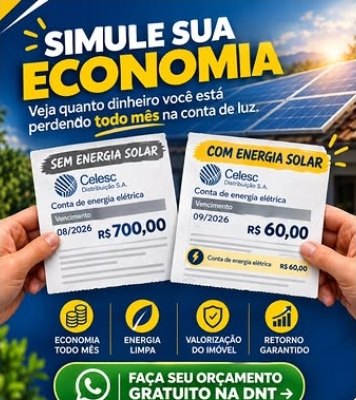 SIMULE SUA
ECONOMIA
Veja quanto dinheiro você está
perdendo todo mês na conta de luz.
SEM ENERGIA SOLAR
Celesc
Distribuição S.A.
Conta de energia elétrica
Vencimento
08/2026
R$ 700,00
COM ENERGIA SOLAR
Celesc
Distribuição S.A.
Conta de energia elétrica
Vencimento
09/2026
R$ 60,00
Conta de energia elétrica R$ 60,00
ECONOMIA
TODO MÊS
ENERGIA
LIMPA
VALORIZAÇÃO
DO IMÓVEL
RETORNO
GARANTIDO
FAÇA SEU ORÇAMENTO
GRATUITO NA DNT →